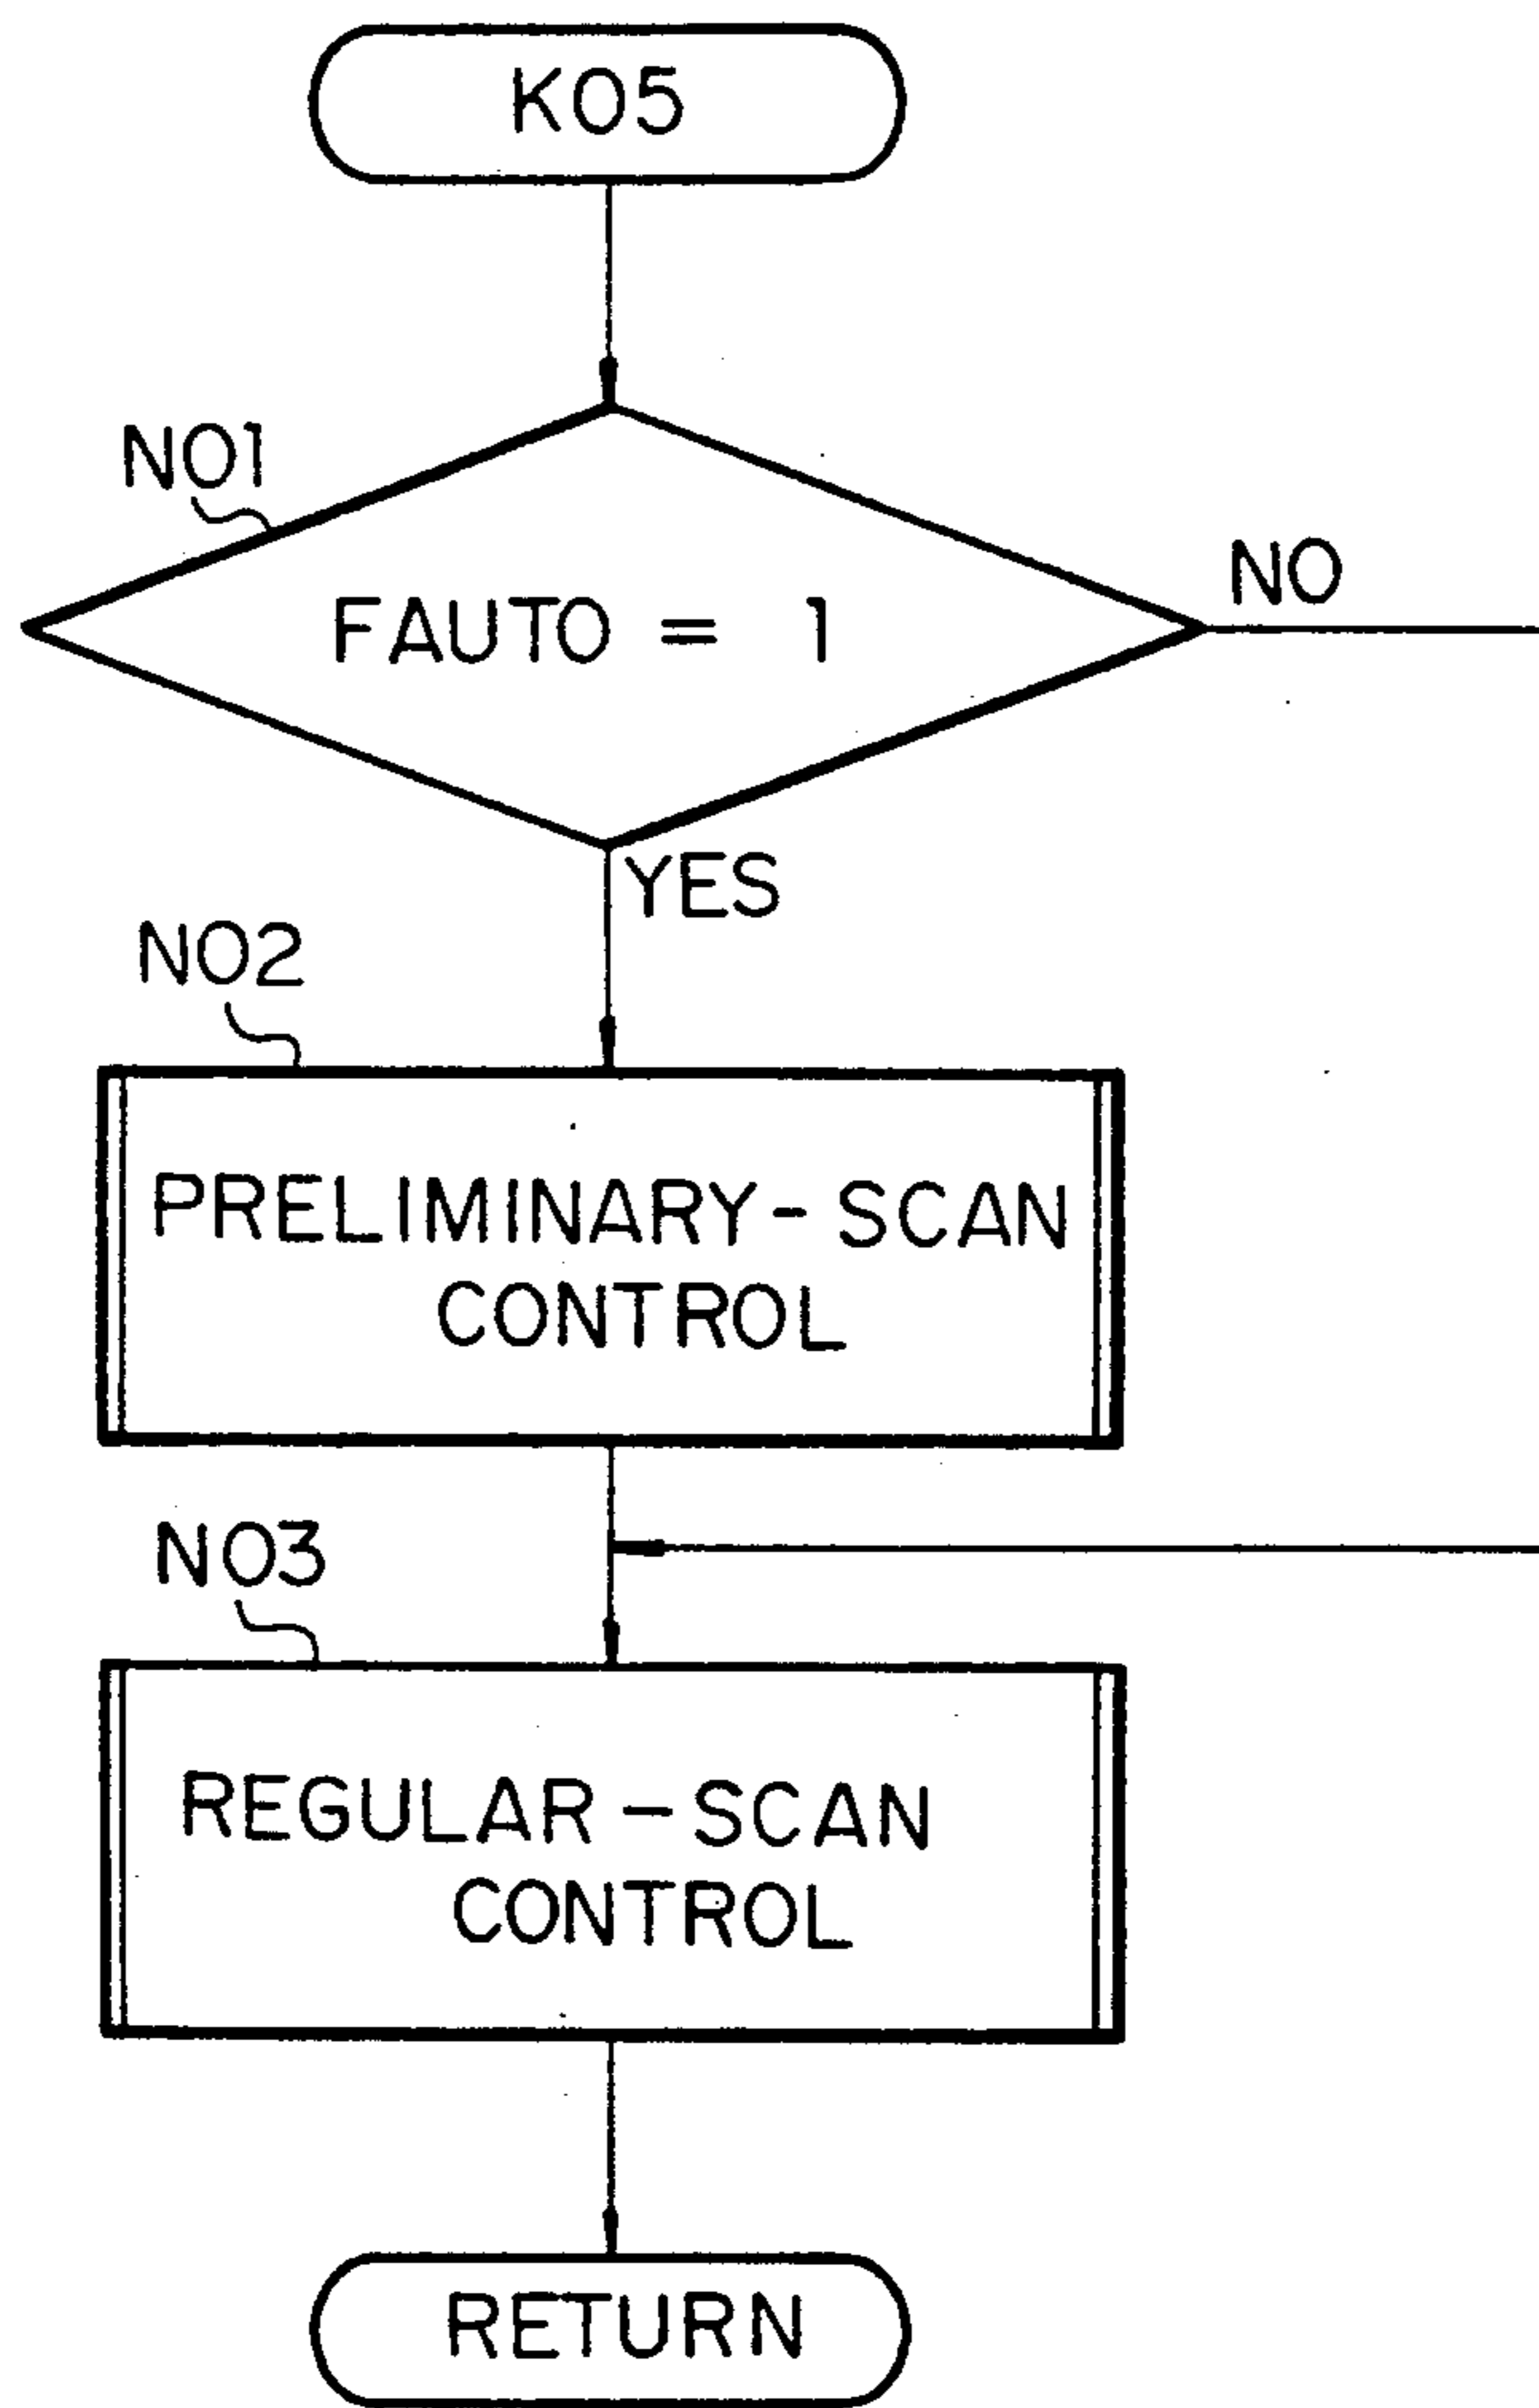 K05
N01
FAUTO = 1
NO
YES
N02
PRELIMINARY-SCAN
CONTROL
N03
REGULAR-SCAN
CONTROL
RETURN